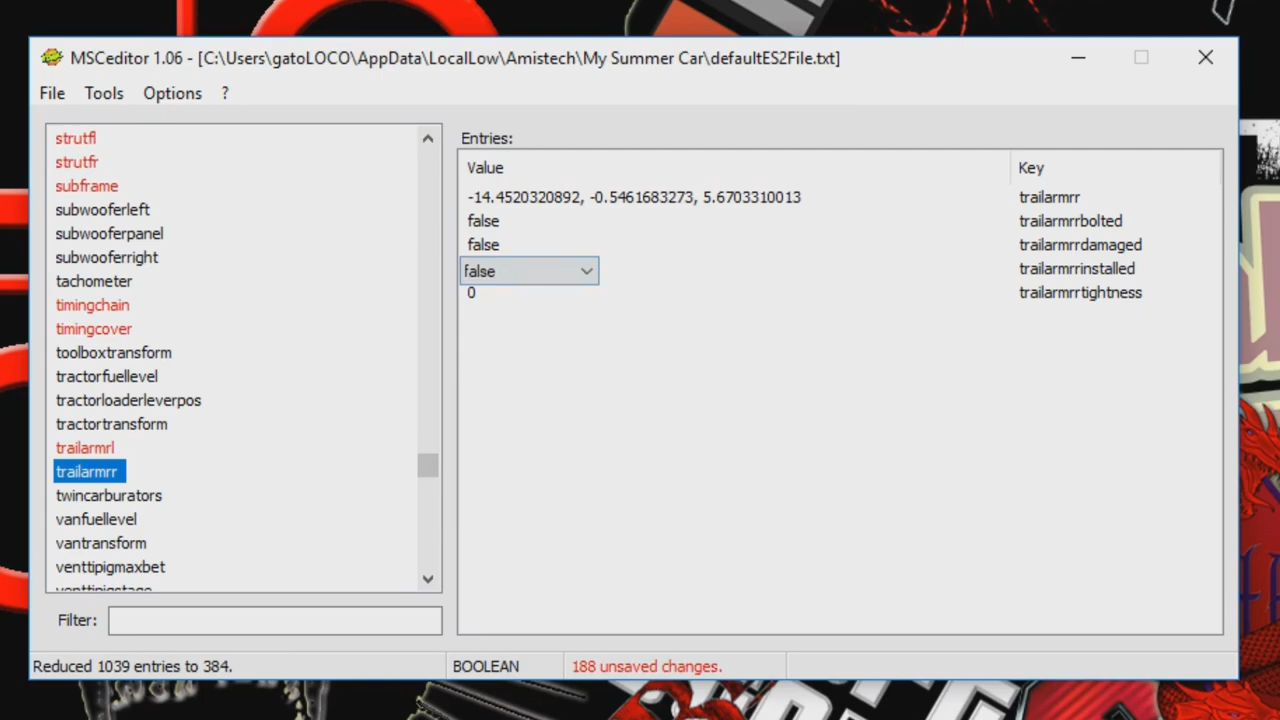 MSCeditor 1.06 - [C:\Users\gatoLOCO\AppData\LocalLow\Amistech\My Summer Car\defaultES2File.txt]
File Tools Options ?
strutfl
strutfr
subframe
subwooferleft
subwooferpanel
subwooferright
tachometer
timingchain
timingcover
toolboxtransform
tractorfuellevel
tractorloaderleverpos
tractortransform
trailarmrl
trailarmrr
twincarburators
vanfuellevel
vantransform
venttipigmaxbet
venttipigstage
Filter:
Entries:
Value Key
-14.4520320892, -0.5461683273, 5.6703310013 trailarmrr
false trailarmrrbolted
false trailarmrrdamaged
false trailarmrrinstalled
0 trailarmrrtightness
Reduced 1039 entries to 384. BOOLEAN 188 unsaved changes.